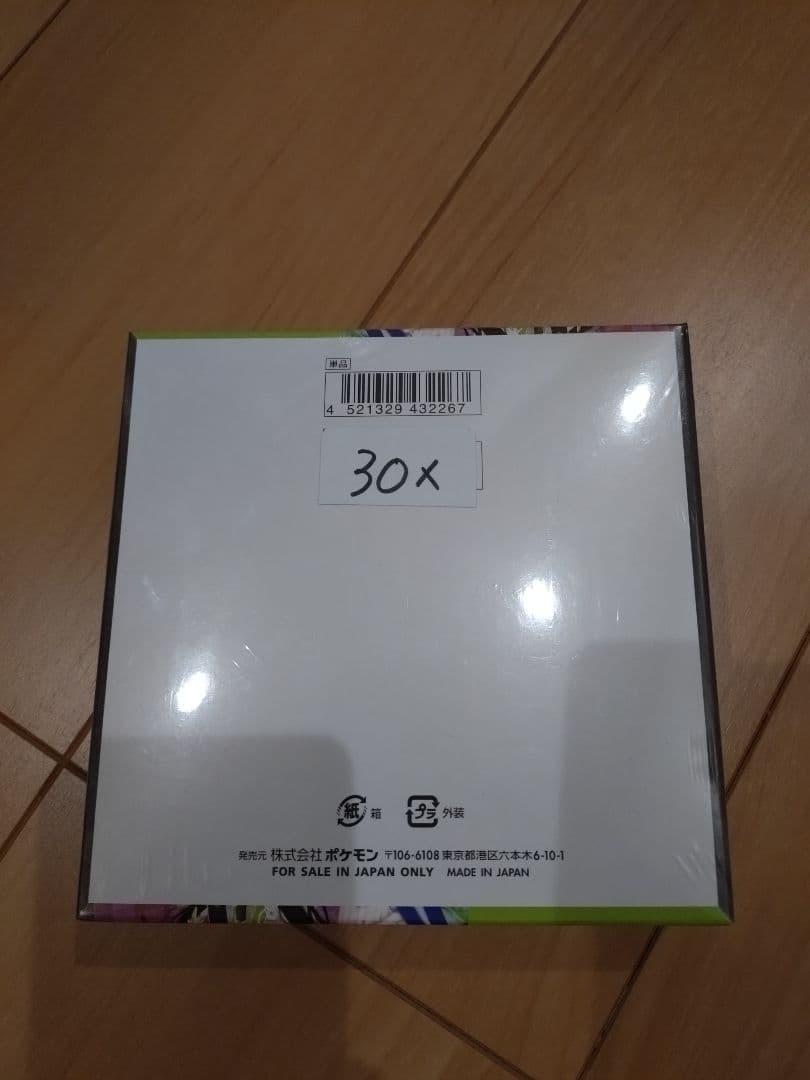 単品
4 521329 432267
30x
紙 箱
プラ 外装
発売元 株式会社ポケモン 〒106-6108 東京都港区六本木6-10-1
FOR SALE IN JAPAN ONLY MADE IN JAPAN